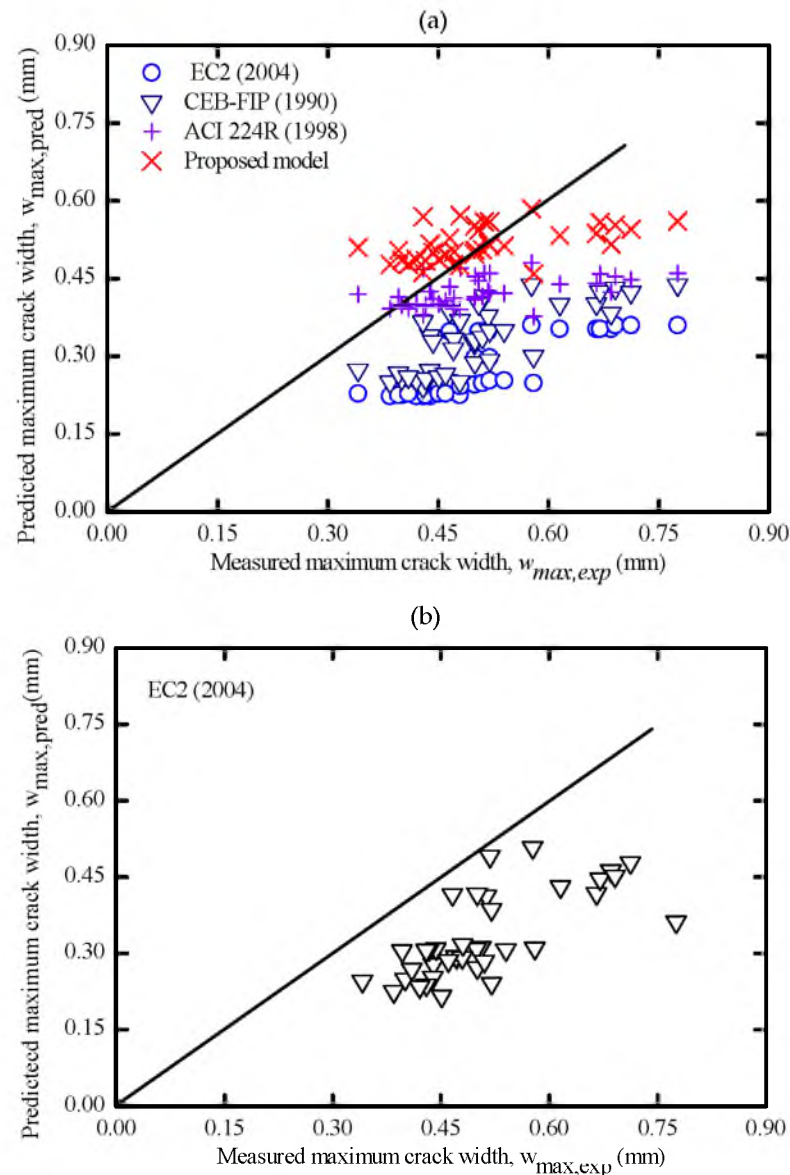 (a)
0.90
0.75
0.60
0.45
0.30
0.15
0.00
Predicted maximum crack width, wmax,pred (mm)
EC2 (2004)
CEB-FIP (1990)
ACI 224R (1998)
Proposed model
0.00 0.15 0.30 0.45 0.60 0.75 0.90
Measured maximum crack width, wmax,exp (mm)
(b)
0.90
0.75
0.60
0.45
0.30
0.15
0.00
Predicteed maximum crack width, wmax,pred(mm)
EC2 (2004)
0.00 0.15 0.30 0.45 0.60 0.75 0.90
Measured maximum crack width, wmax,exp (mm)